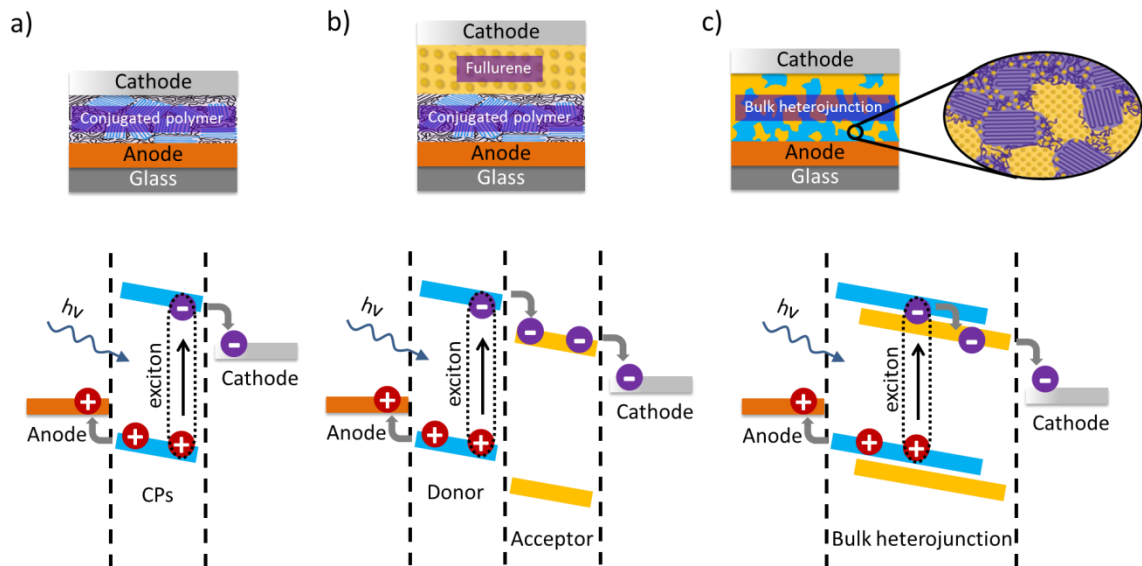 a)
Cathode
Conjugated polymer
Anode
Glass
b)
Cathode
Fullurene
Conjugated polymer
Anode
Glass
c)
Cathode
Bulk heterojunction
Anode
Glass
hv
exciton
-
-
+
+
+
Anode
Cathode
CPs
hv
exciton
-
-
-
-
+
+
+
Anode
Cathode
Donor
Acceptor
hv
exciton
-
-
-
+
+
+
Anode
Cathode
Bulk heterojunction